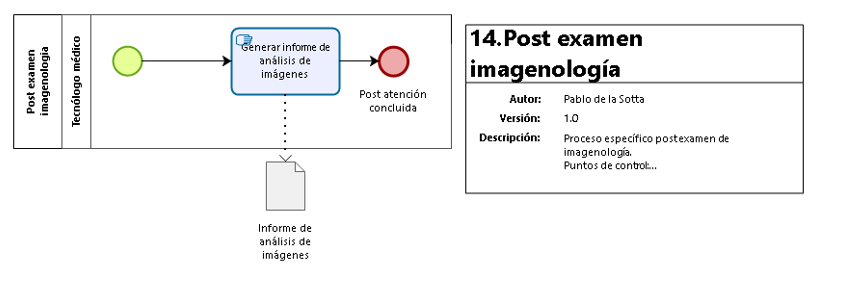 Post examen
imagenología
Tecnólogo médico
Generar informe de
análisis de
imágenes
Post atención
concluida
Informe de
análisis de
imágenes
14.Post examen
imagenología
Autor: Pablo de la Sotta
Versión: 1.0
Descripción: Proceso específico postexamen de
imagenología.
Puntos de control:...